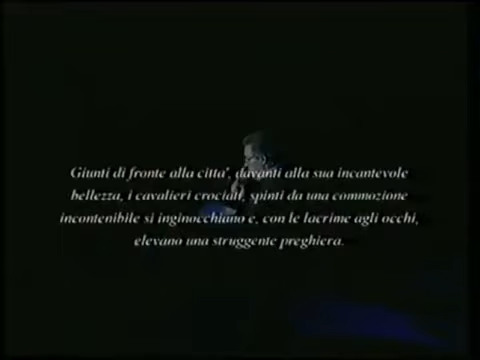 Giunti di fronte alla citta', davanti alla sua incantevole
bellezza, i cavalieri crociati, spinti da una commozione
incontenibile si inginocchiano e, con le lacrime agli occhi,
elevano una struggente preghiera.